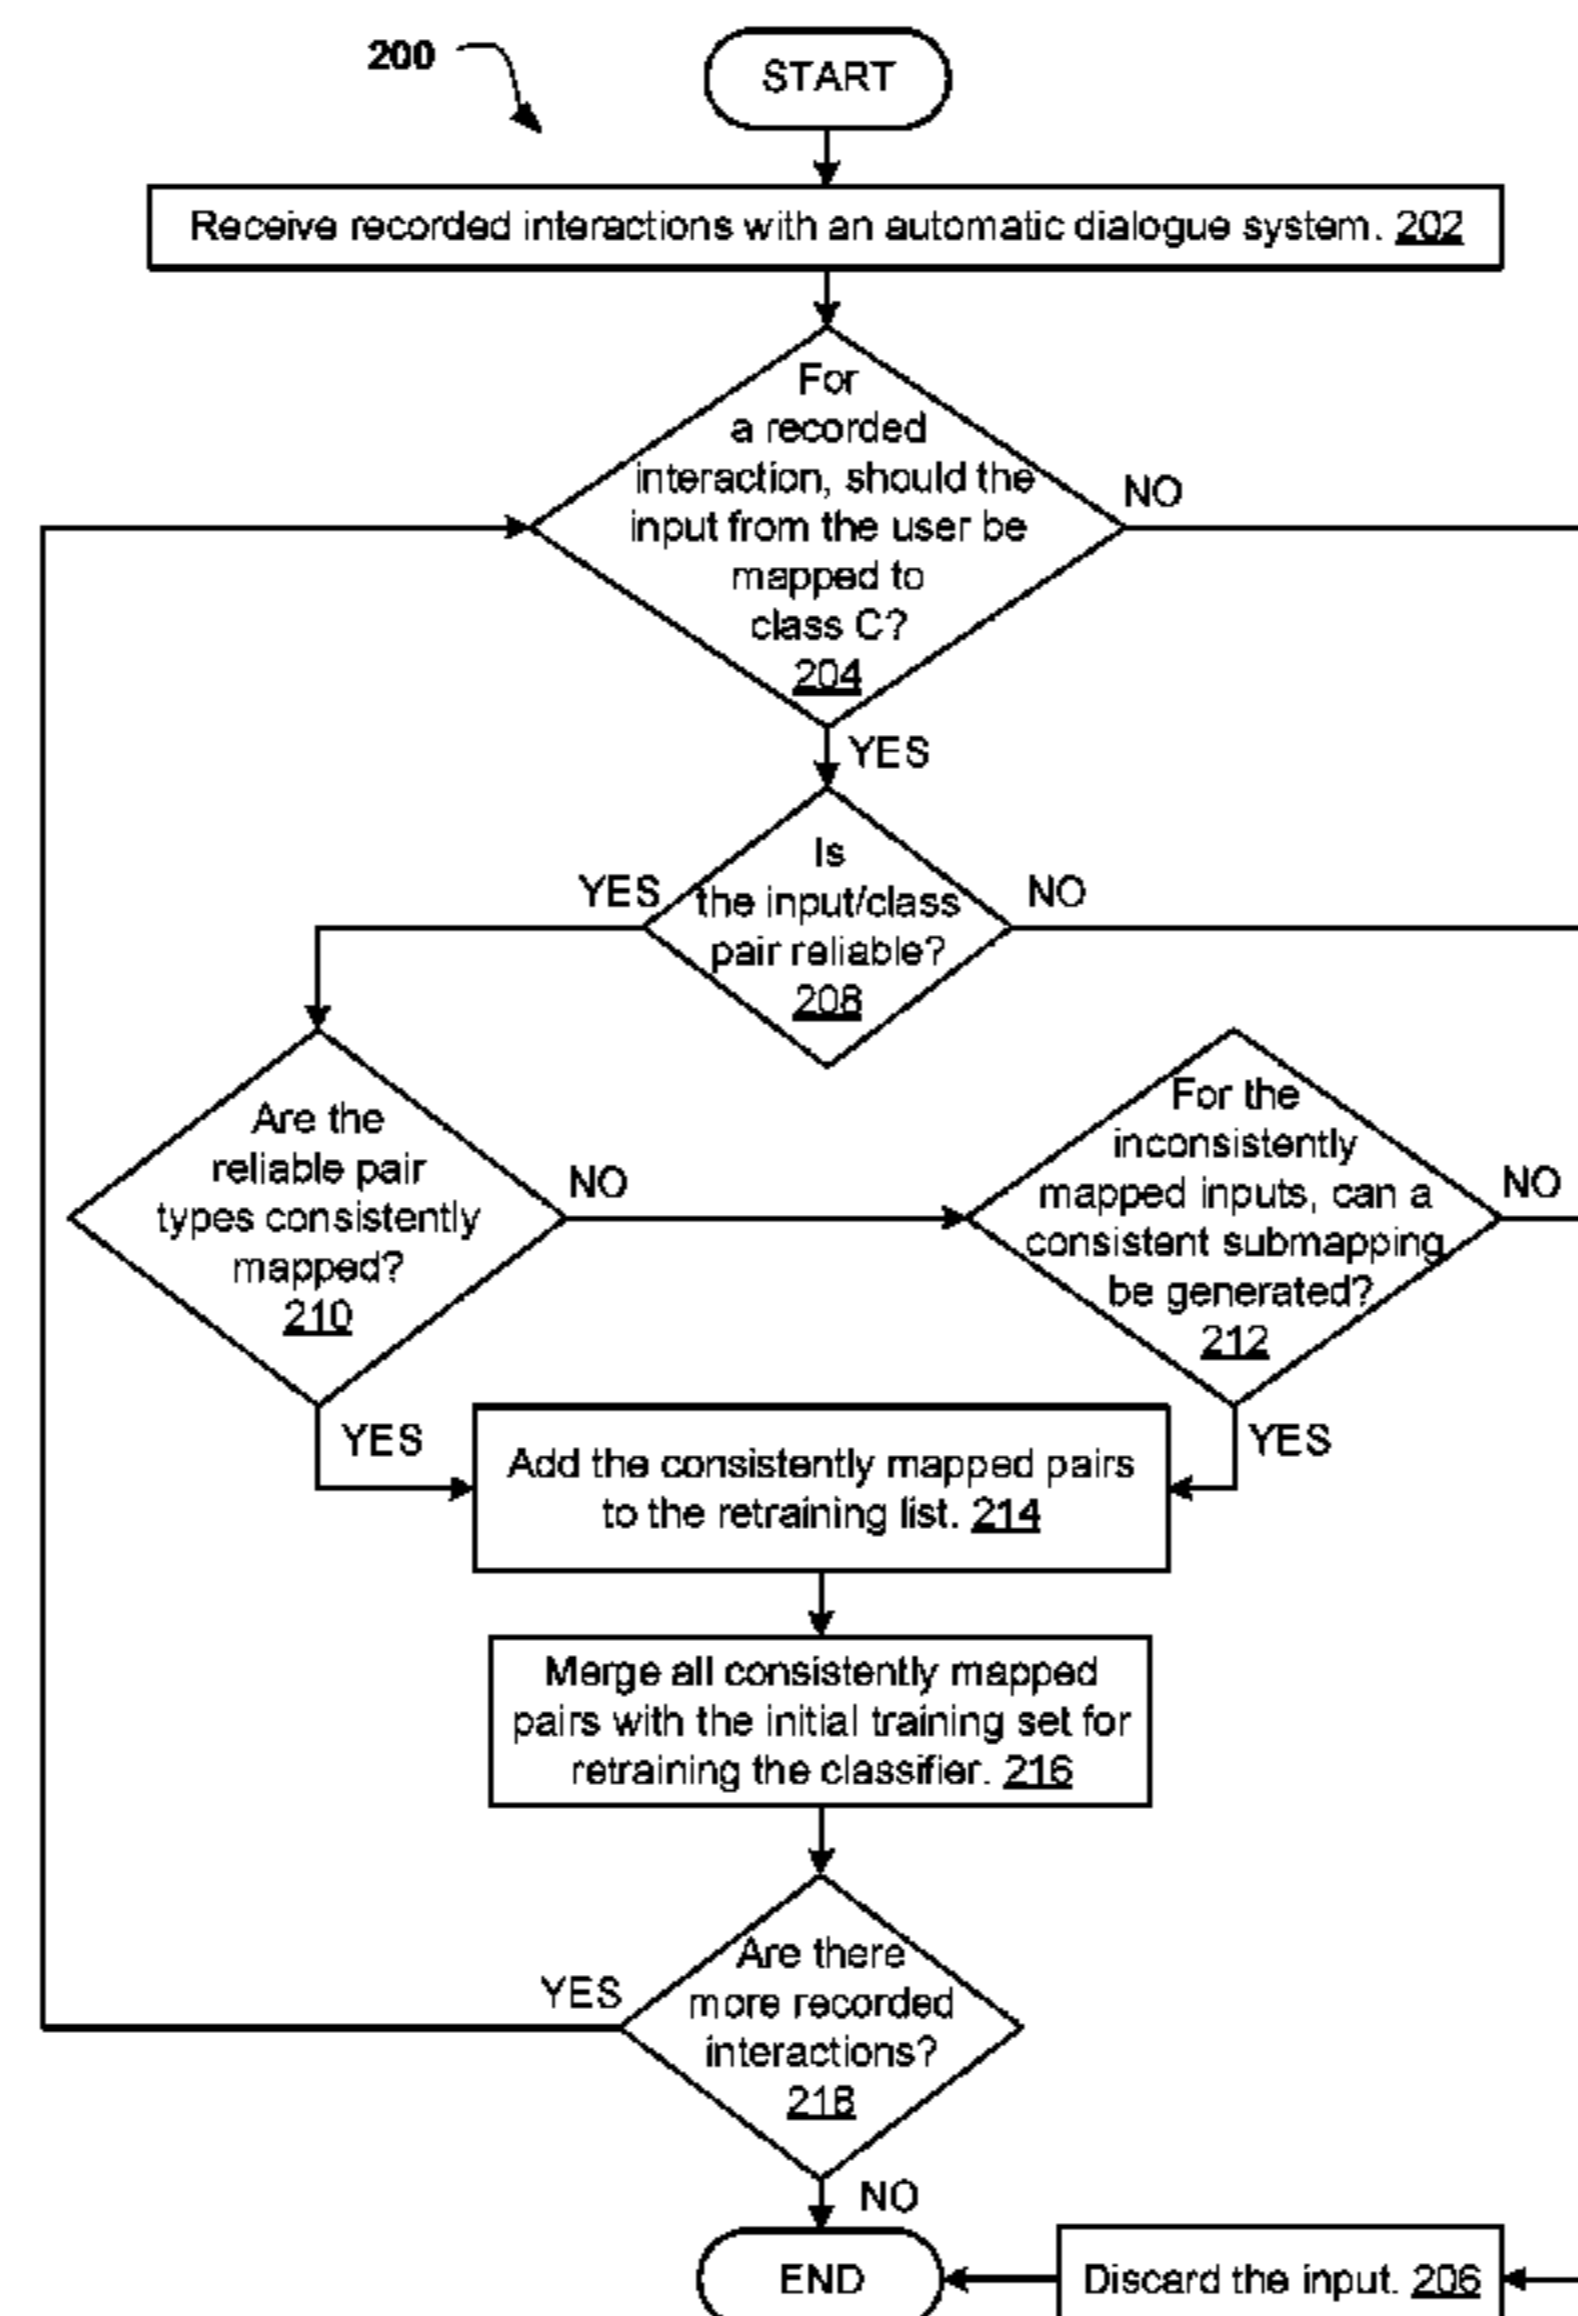 200
START
Receive recorded interactions with an automatic dialogue system. 202
For
a recorded
interaction, should the
input from the user be
mapped to
class C?
204
NO
YES
Is
the input/class
pair reliable?
208
YES
NO
Are the
reliable pair
types consistently
mapped?
210
NO
For the
inconsistently
mapped inputs, can a
consistent submapping
be generated?
212
NO
YES
YES
Add the consistently mapped pairs
to the retraining list. 214
Merge all consistently mapped
pairs with the initial training set for
retraining the classifier. 216
Are there
more recorded
interactions?
218
YES
NO
END
Discard the input. 206